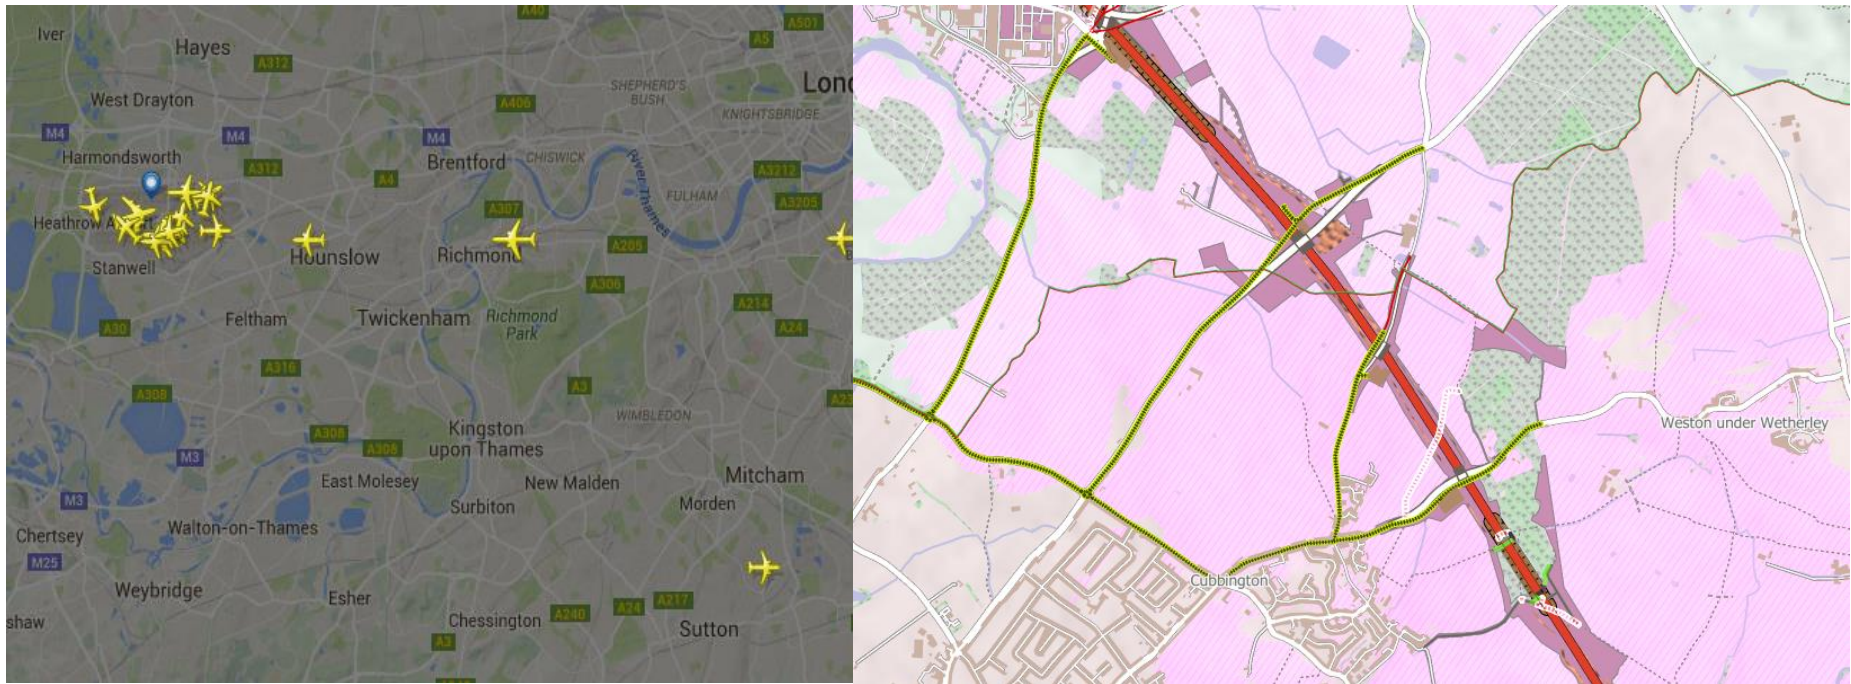 A40
A501
Iver
Hayes
A5
A312
SHEPHERD'S
BUSH
Lond
West Drayton
A406
KNIGHTSBRIDGE
M4
M4
M4
Harmondsworth
Brentford
CHISWICK
River Thames
A312
A4
A3212
FULHAM
A307
A3205
Heathrow A
rt
A205
Hounslow
Richmond
Stanwell
A306
A214
Feltham
Twickenham
Richmond
Park
A30
A24
A316
A3
A308
A23
WIMBLEDON
Kingston
upon Thames
A308
A308
M3
East Molesey
New Malden
Mitcham
M3
Surbiton
Morden
Walton-on-Thames
Chertsey
M25
Weybridge
Esher
A217
A24
A240
shaw
Chessington
Sutton
A3
Weston under Wetherley
Cubbington